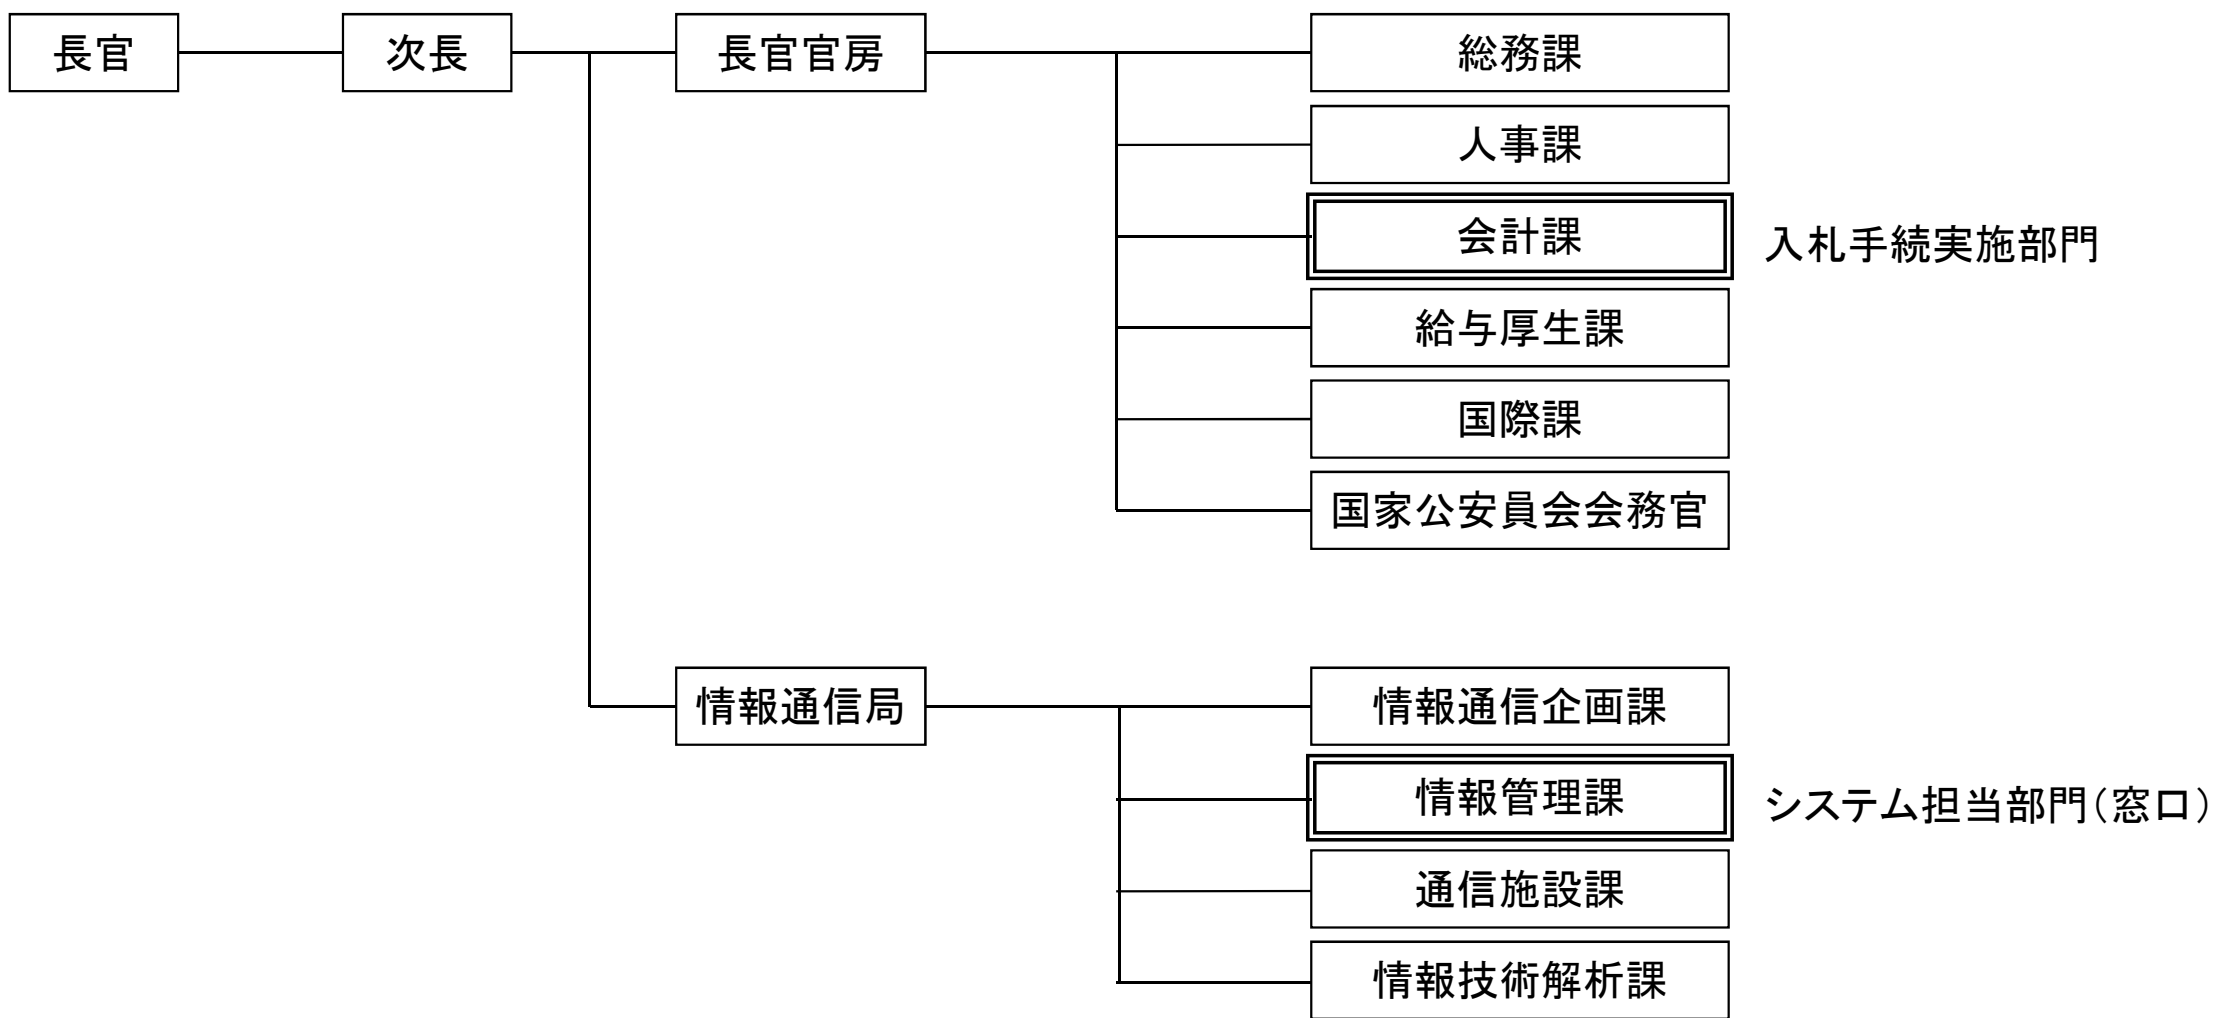 長官
次長
長官官房
総務課
人事課
会計課
入札手続実施部門
給与厚生課
国際課
国家公安員会会務官
情報通信局
情報通信企画課
情報管理課
システム担当部門(窓口)
通信施設課
情報技術解析課